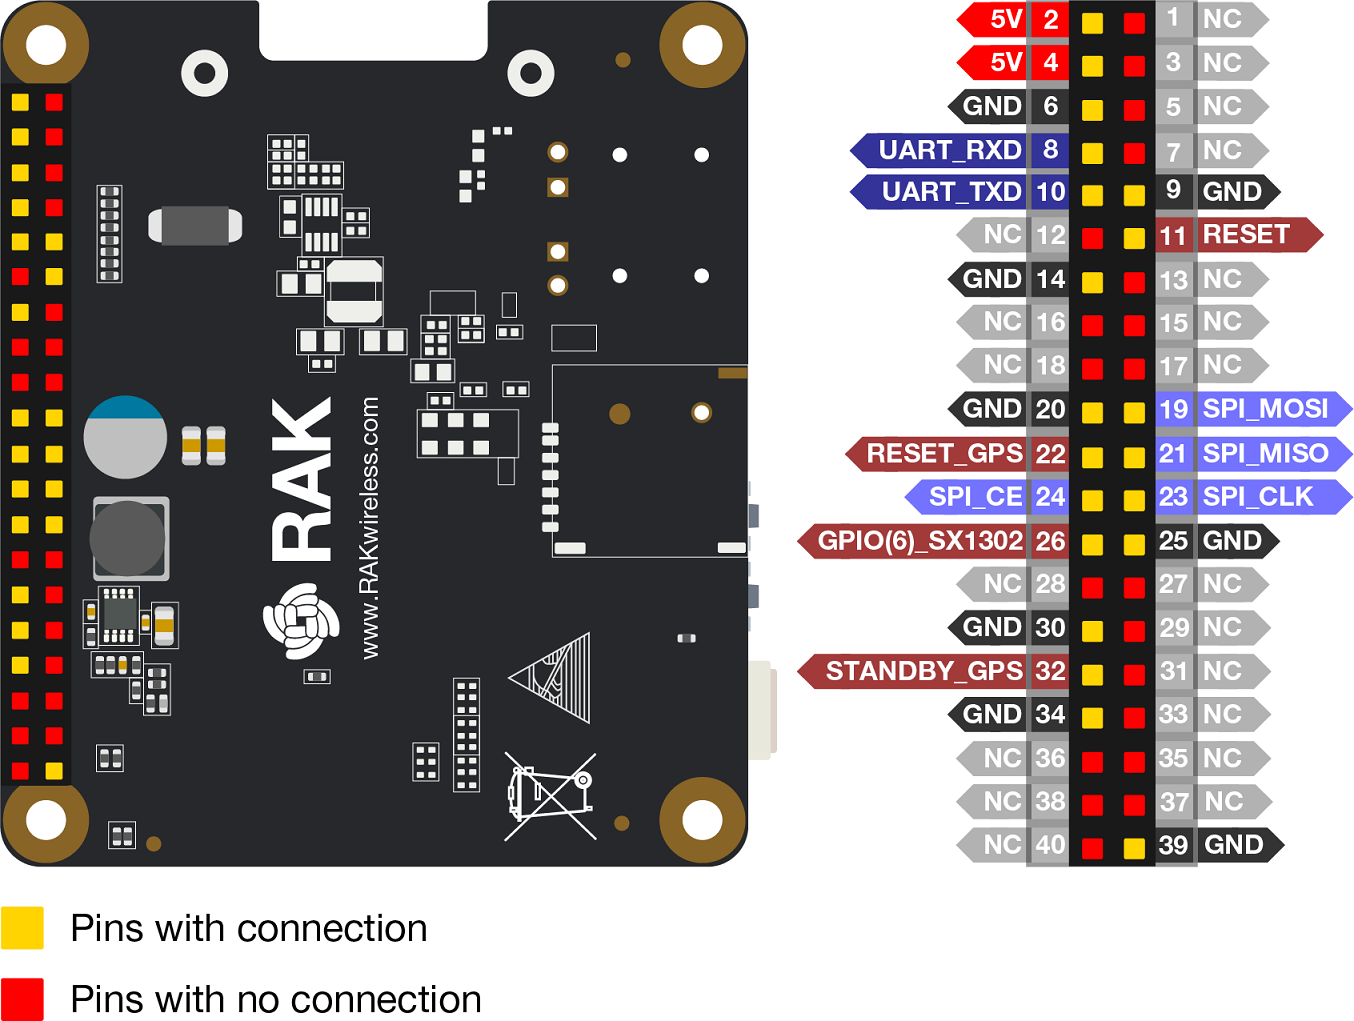 5V 2 1 NC
5V 4 3 NC
GND 6 5 NC
UART_RXD 8 7 NC
UART_TXD 10 9 GND
NC 12 11 RESET
GND 14 13 NC
NC 16 15 NC
NC 18 17 NC
GND 20 19 SPI_MOSI
RESET_GPS 22 21 SPI_MISO
SPI_CE 24 23 SPI_CLK
GPIO(6)_SX1302 26 25 GND
NC 28 27 NC
GND 30 29 NC
STANDBY_GPS 32 31 NC
GND 34 33 NC
NC 36 35 NC
NC 38 37 NC
NC 40 39 GND
RAK
www.RAKwireless.com
Pins with connection
Pins with no connection